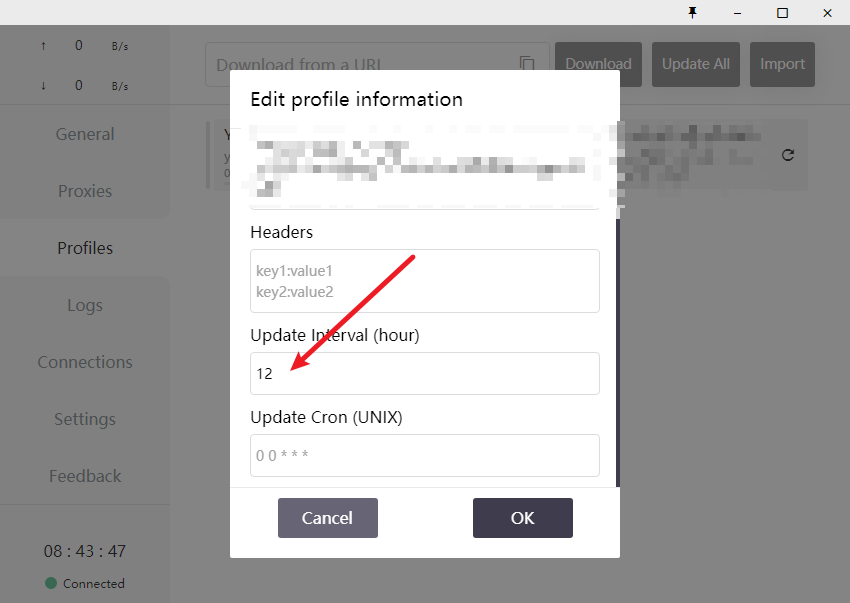 ↑ 0 B/s
↓ 0 B/s
Download from a URL
Download
Update All
Import
General
Proxies
Profiles
Logs
Connections
Settings
Feedback
08 : 43 : 47
Connected
Edit profile information
Headers
key1:value1
key2:value2
Update Interval (hour)
12
Update Cron (UNIX)
0 0 * * *
Cancel
OK